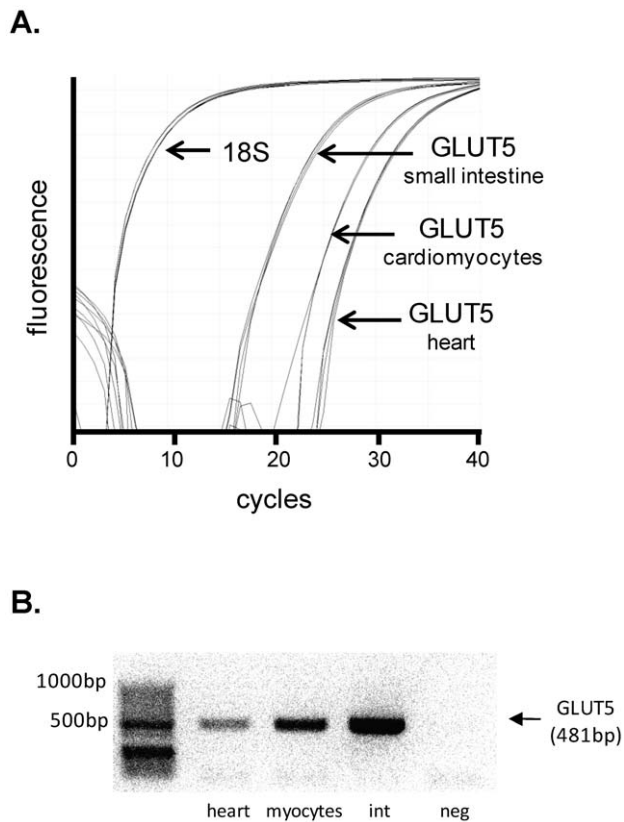 A.
fluorescence
18S
GLUT5
small intestine
GLUT5
cardiomyocytes
GLUT5
heart
0 10 20 30 40
cycles
B.
1000bp
500bp
GLUT5
(481bp)
heart myocytes int neg